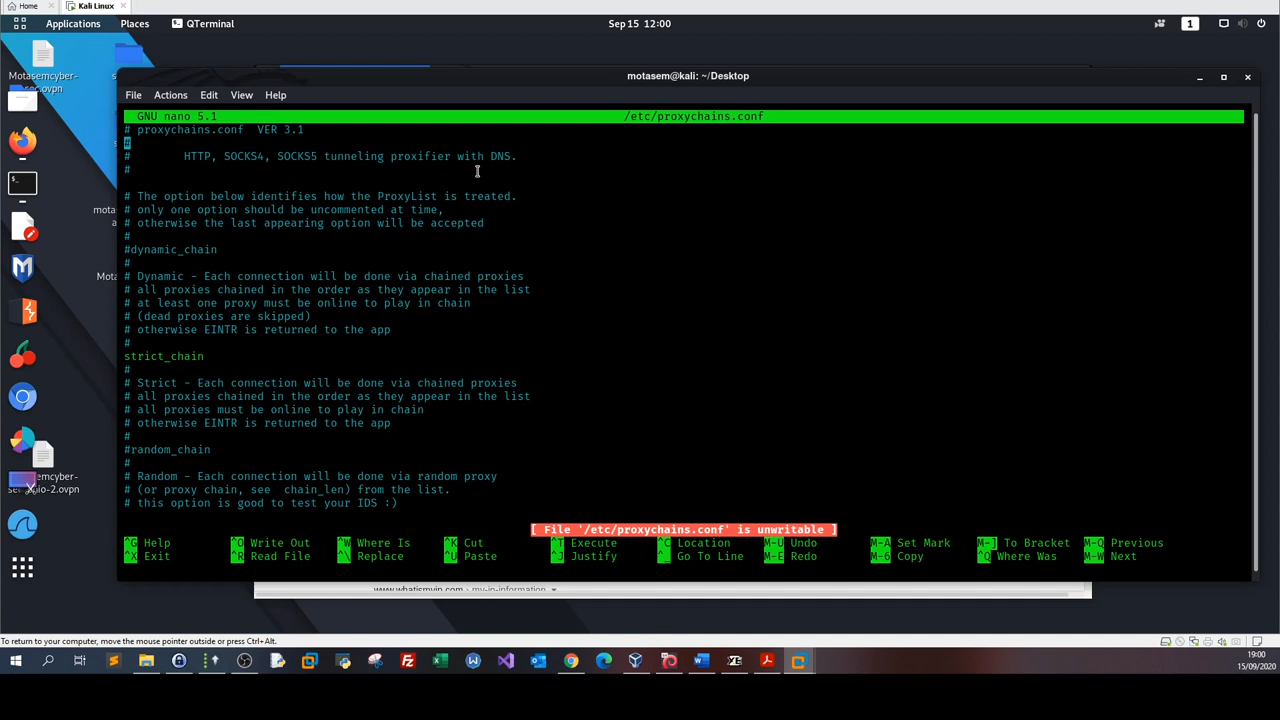 Home
Kali Linux
Applications
Places
QTerminal
Sep 15 12:00
1
Motasemcyber-
sec.ovpn
motasem@kali: ~/Desktop
File Actions Edit View Help
GNU nano 5.1
/etc/proxychains.conf
# proxychains.conf VER 3.1
#
# HTTP, SOCKS4, SOCKS5 tunneling proxifier with DNS.
#
# The option below identifies how the ProxyList is treated.
# only one option should be uncommented at time,
# otherwise the last appearing option will be accepted
#
#dynamic_chain
#
# Dynamic - Each connection will be done via chained proxies
# all proxies chained in the order as they appear in the list
# at least one proxy must be online to play in chain
# (dead proxies are skipped)
# otherwise EINTR is returned to the app
#
strict_chain
#
# Strict - Each connection will be done via chained proxies
# all proxies chained in the order as they appear in the list
# all proxies must be online to play in chain
# otherwise EINTR is returned to the app
#
#random_chain
#
# Random - Each connection will be done via random proxy
# (or proxy chain, see chain_len) from the list.
# this option is good to test your IDS :)
[ File '/etc/proxychains.conf' is unwritable ]
^G Help ^O Write Out ^W Where Is ^K Cut ^T Execute ^C Location M-U Undo M-A Set Mark M-] To Bracket M-Q Previous
^X Exit ^R Read File ^\ Replace ^U Paste ^J Justify ^_ Go To Line M-E Redo M-6 Copy ^Q Where Was M-W Next
www.whatismyip.com › my-ip-information
To return to your computer, move the mouse pointer outside or press Ctrl+Alt.
19:00
15/09/2020